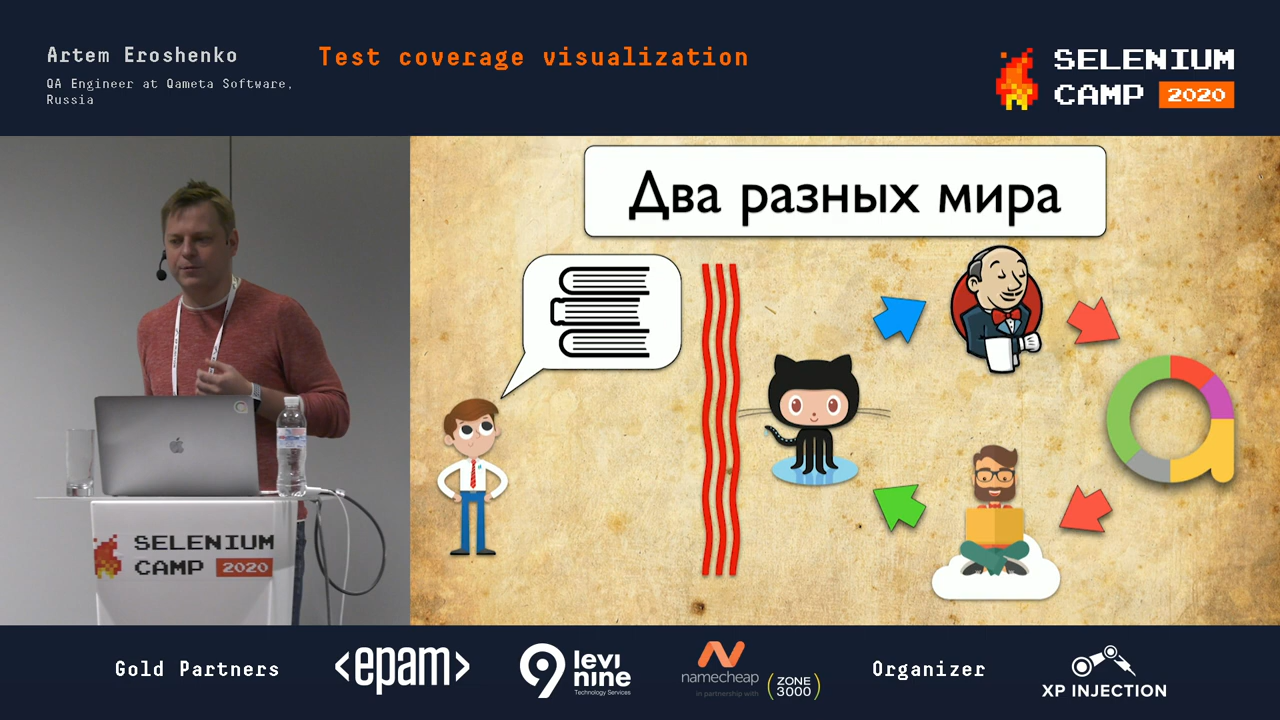 Artem Eroshenko
QA Engineer at Qameta Software,
Russia
Test coverage visualization
SELENIUM
CAMP 2020
Два разных мира
SELENIUM
CAMP 2020
Gold Partners
<epam>
9 levi
nine
Technology Services
namecheap
in partnership with
ZONE
3000
Organizer
XP INJECTION